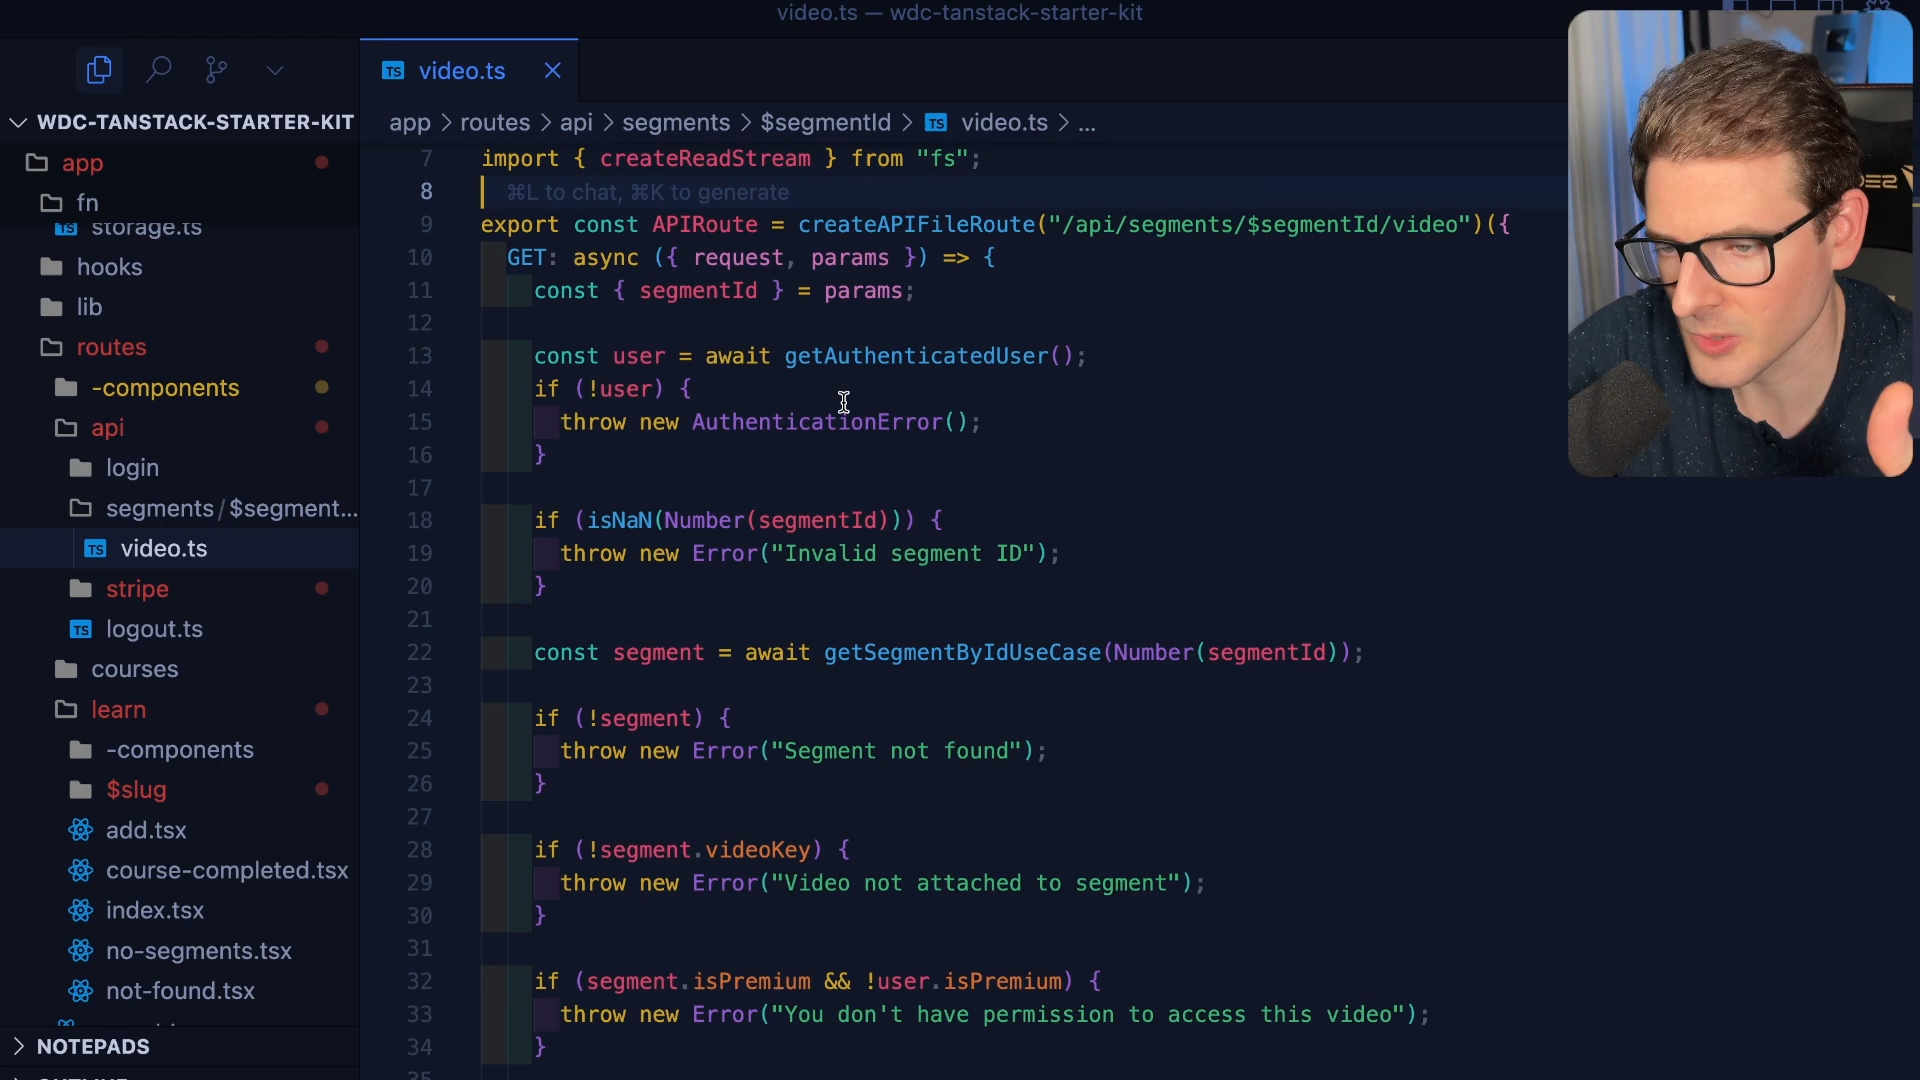 video.ts — wdc-tanstack-starter-kit
TS video.ts
WDC-TANSTACK-STARTER-KIT
app > routes > api > segments > $segmentId > TS video.ts > ...
app
fn
TS storage.ts
hooks
lib
routes
-components
api
login
segments/$segment...
TS video.ts
stripe
TS logout.ts
courses
learn
-components
$slug
add.tsx
course-completed.tsx
index.tsx
no-segments.tsx
not-found.tsx
NOTEPADS
7 import { createReadStream } from "fs";
8 ⌘L to chat, ⌘K to generate
9 export const APIRoute = createAPIFileRoute("/api/segments/$segmentId/video")({
10 GET: async ({ request, params }) => {
11 const { segmentId } = params;
12
13 const user = await getAuthenticatedUser();
14 if (!user) {
15 throw new AuthenticationError();
16 }
17
18 if (isNaN(Number(segmentId))) {
19 throw new Error("Invalid segment ID");
20 }
21
22 const segment = await getSegmentByIdUseCase(Number(segmentId));
23
24 if (!segment) {
25 throw new Error("Segment not found");
26 }
27
28 if (!segment.videoKey) {
29 throw new Error("Video not attached to segment");
30 }
31
32 if (segment.isPremium && !user.isPremium) {
33 throw new Error("You don't have permission to access this video");
34 }